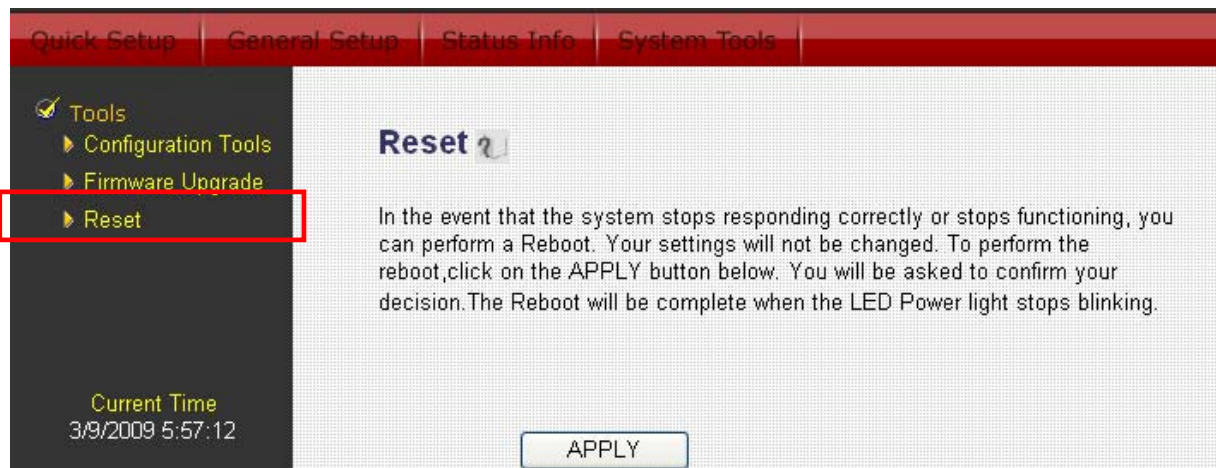 Quick Setup General Setup Status Info System Tools
Tools
Configuration Tools
Firmware Upgrade
Reset
Current Time
3/9/2009 5:57:12
Reset
In the event that the system stops responding correctly or stops functioning, you
can perform a Reboot. Your settings will not be changed. To perform the
reboot,click on the APPLY button below. You will be asked to confirm your
decision.The Reboot will be complete when the LED Power light stops blinking.
APPLY